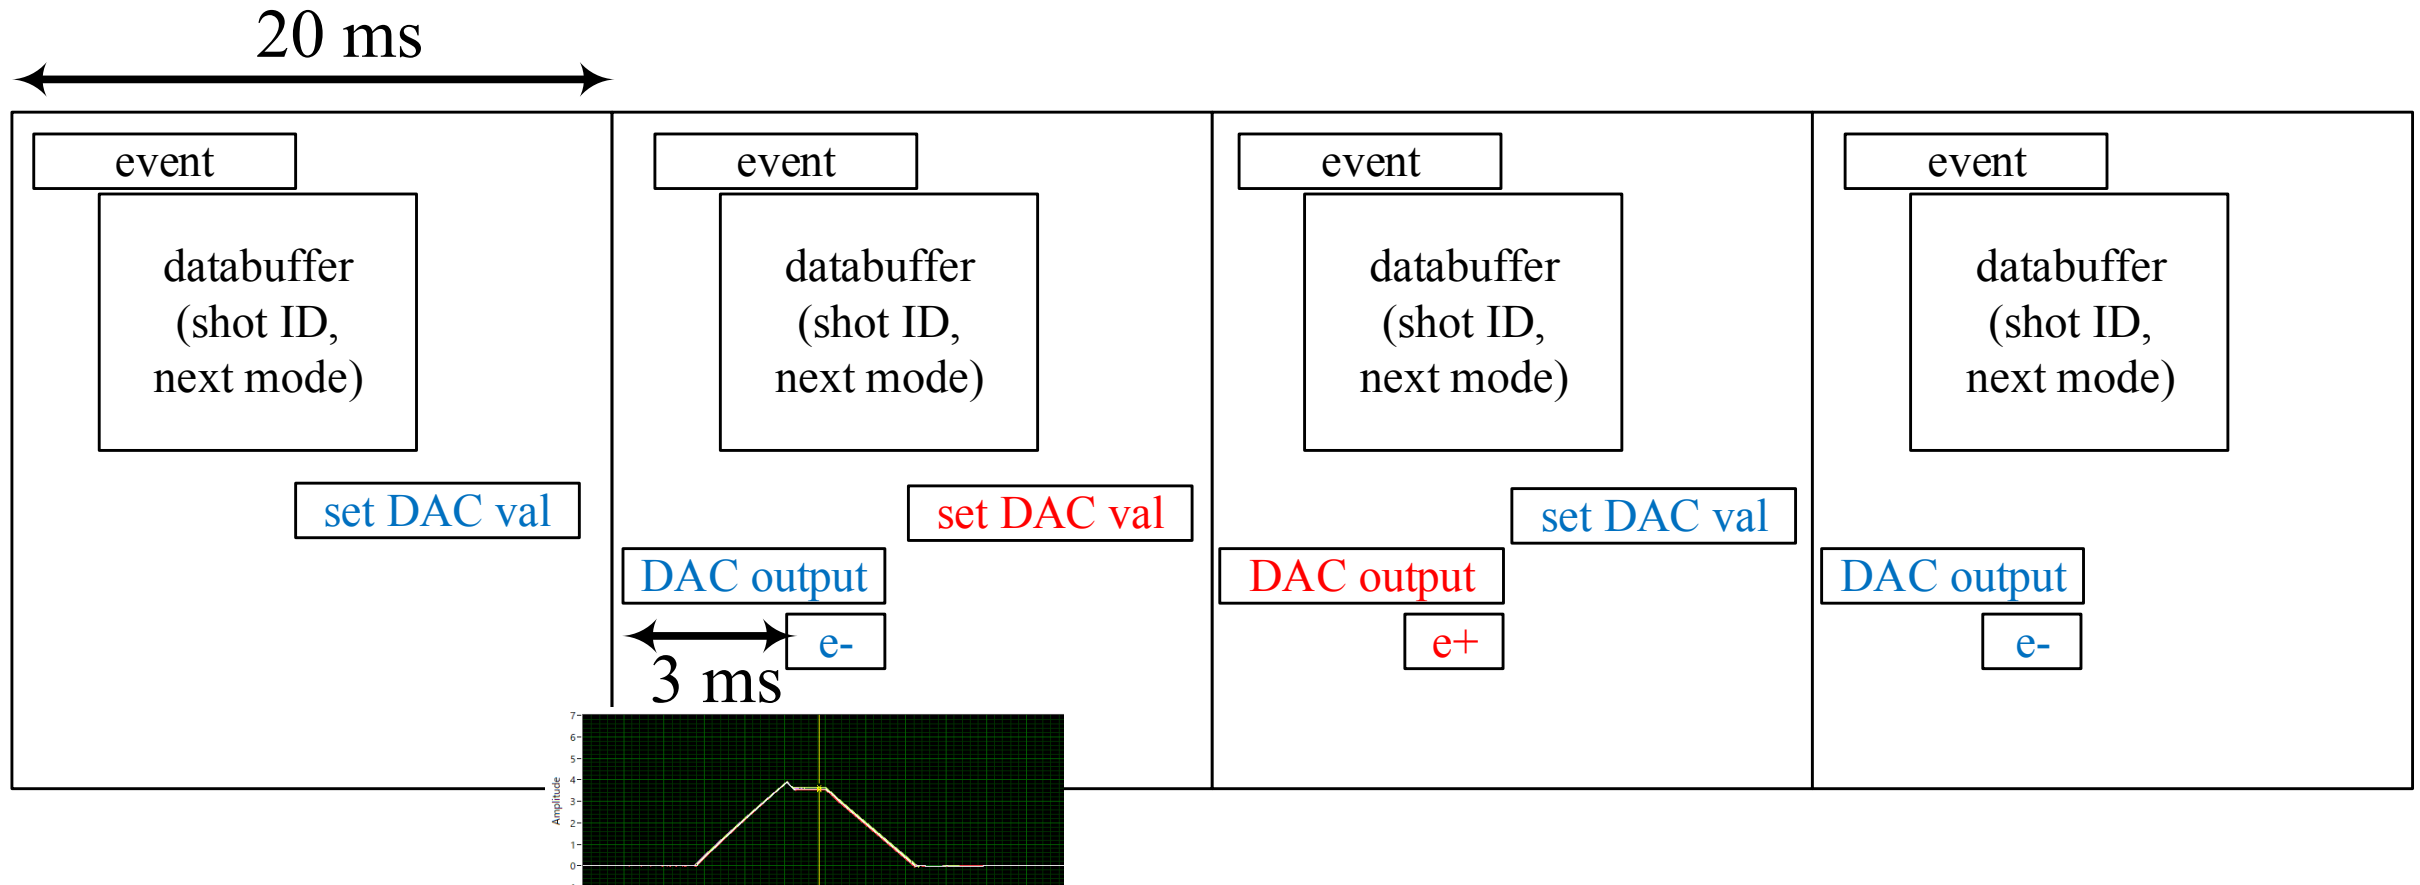 20 ms
event
databuffer
(shot ID,
next mode)
set DAC val
event
databuffer
(shot ID,
next mode)
set DAC val
DAC output
e-
3 ms
event
databuffer
(shot ID,
next mode)
set DAC val
DAC output
e+
event
databuffer
(shot ID,
next mode)
DAC output
e-
Amplitude
7
6
5
4
3
2
1
0